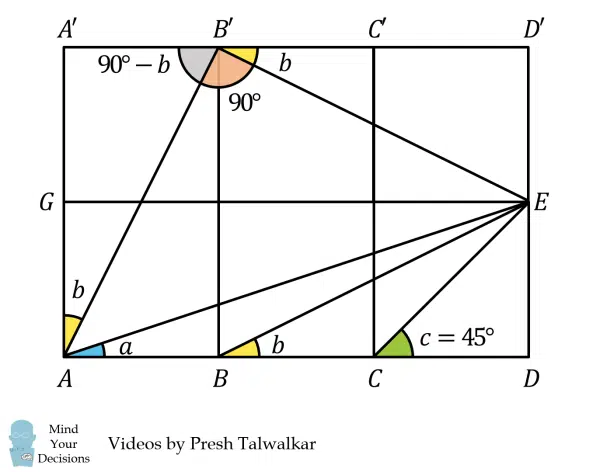 A′ B′ C′ D′
90° − b b
90°
G E
b
a b c = 45°
A B C D
Mind
Your
Decisions
Videos by Presh Talwalkar